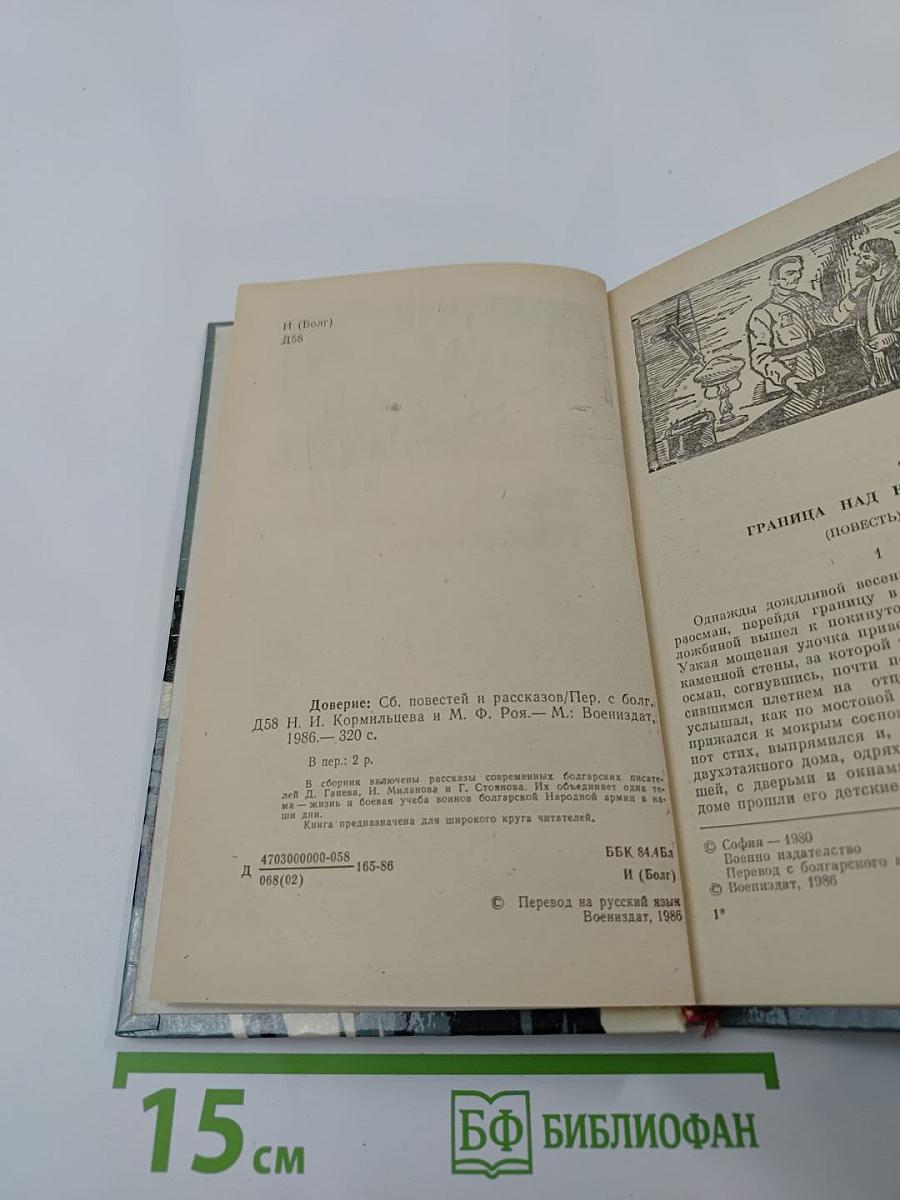 И (Болг)
Д58
Доверие: Сб. повестей и рассказов/Пер. с болг.
Д58 Н. И. Кормильцева и М. Ф. Роя.— М.: Воениздат,
1986.— 320 с.
В пер.: 2 р.
В сборник включены рассказы современных болгарских писате-
лей Д. Ганева, И. Миланова и Г. Стоянова. Их объединяет одна те-
ма — жизнь и боевая учеба воинов болгарской Народной армии в на-
ши дни.
Книга предназначена для широкого круга читателей.
Д 4703000000-058
068(02)
—165-86
ББК 84.4Бл
И (Болг)
© Перевод на русский язык
Воениздат, 1986
ГРАНИЦА НАД
(ПОВЕСТЬ)
1
Однажды дождливой весен
раосман, перейдя границу в
ложбиной вышел к покинуто
Узкая мощеная улочка приве
каменной стены, за которой
осман, согнувшись, почти по
сившимся плетнем на отц
услышал, как по мостовой
прижался к мокрым соснов
пот стих, выпрямился и,
двухэтажного дома, одрях
шей, с дверьми и окнами
доме прошли его детские
© София — 1980
Военно издателство
Перевод с болгарского
© Воениздат, 1986
1*
15 см
БФ БИБЛИОФАН